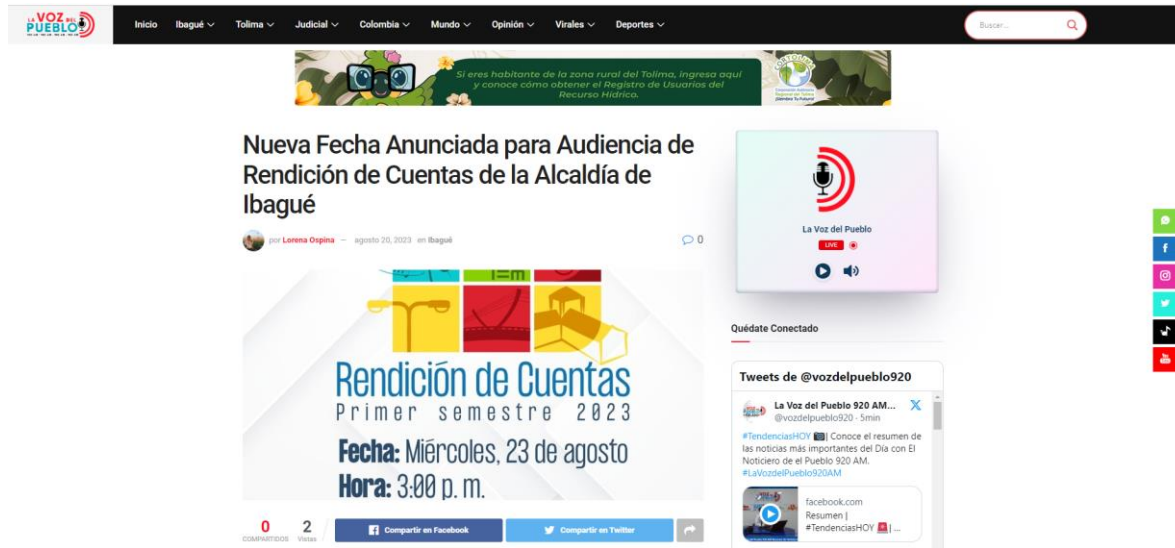 LA VOZ DEL
PUEBLO
Inicio Ibagué Tolima Judicial Colombia Mundo Opinión Virales Deportes
Buscar...
Si eres habitante de la zona rural del Tolima, ingresa aquí
y conoce cómo obtener el Registro de Usuarios del
Recurso Hídrico.
CORTOLIMA
Nueva Fecha Anunciada para Audiencia de
Rendición de Cuentas de la Alcaldía de
Ibagué
por Lorena Ospina — agosto 20, 2023 en Ibagué
0
Rendición de Cuentas
Primer semestre 2023
Fecha: Miércoles, 23 de agosto
Hora: 3:00 p. m.
0
COMPARTIDOS
2
Vistas
Compartir en Facebook
Compartir en Twitter
La Voz del Pueblo
LIVE
Quédate Conectado
Tweets de @vozdelpueblo920
La Voz del Pueblo 920 AM...
@vozdelpueblo920 · 5min
#TendenciasHOY | Conoce el resumen de
las noticias más importantes del Día con El
Noticiero de el Pueblo 920 AM.
#LaVozdelPueblo920AM
facebook.com
Resumen |
#TendenciasHOY | ...